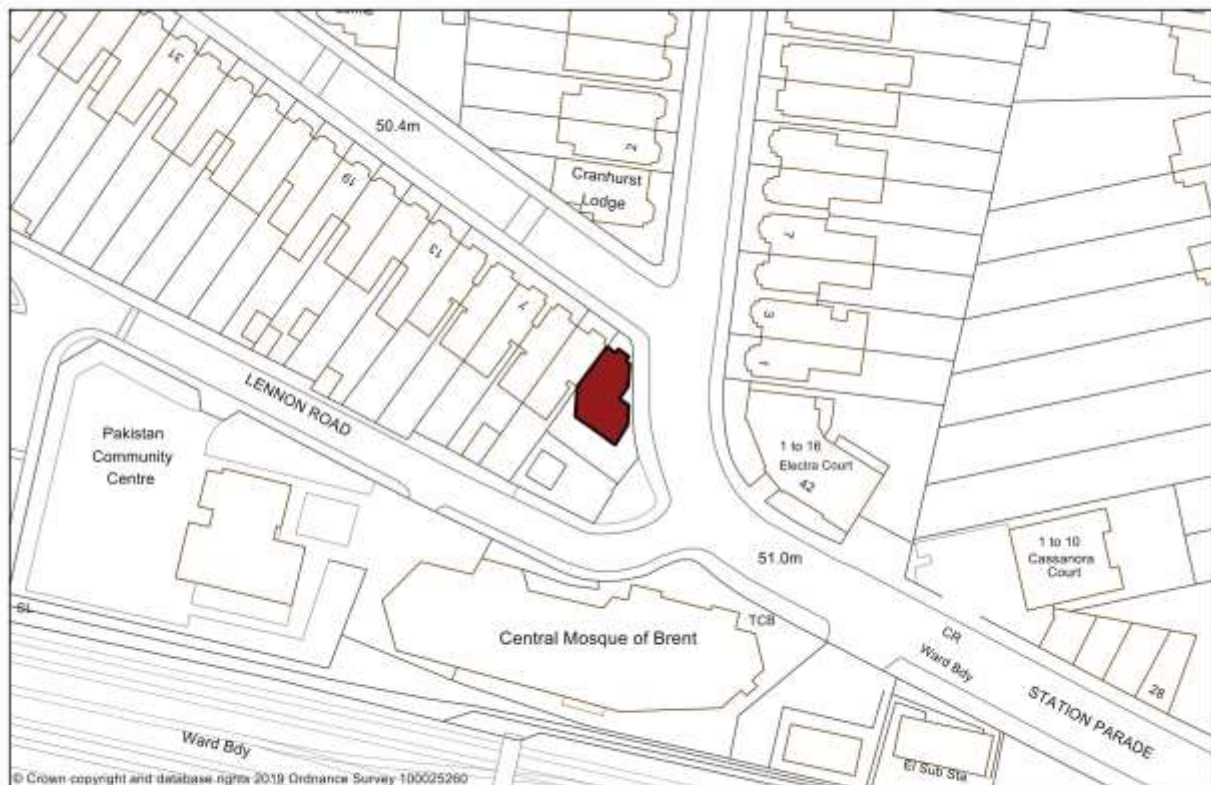 31
50.4m
2
Cranhurst
Lodge
19
13
7
7
3
1
LENNON ROAD
Pakistan
Community
Centre
1 to 16
Electra Court
42
51.0m
1 to 10
Cassanora
Court
TCB
Central Mosque of Brent
CR
Ward Bdy
STATION PARADE
28
SL
Ward Bdy
El Sub Sta
© Crown copyright and database rights 2019 Ordnance Survey 100025260